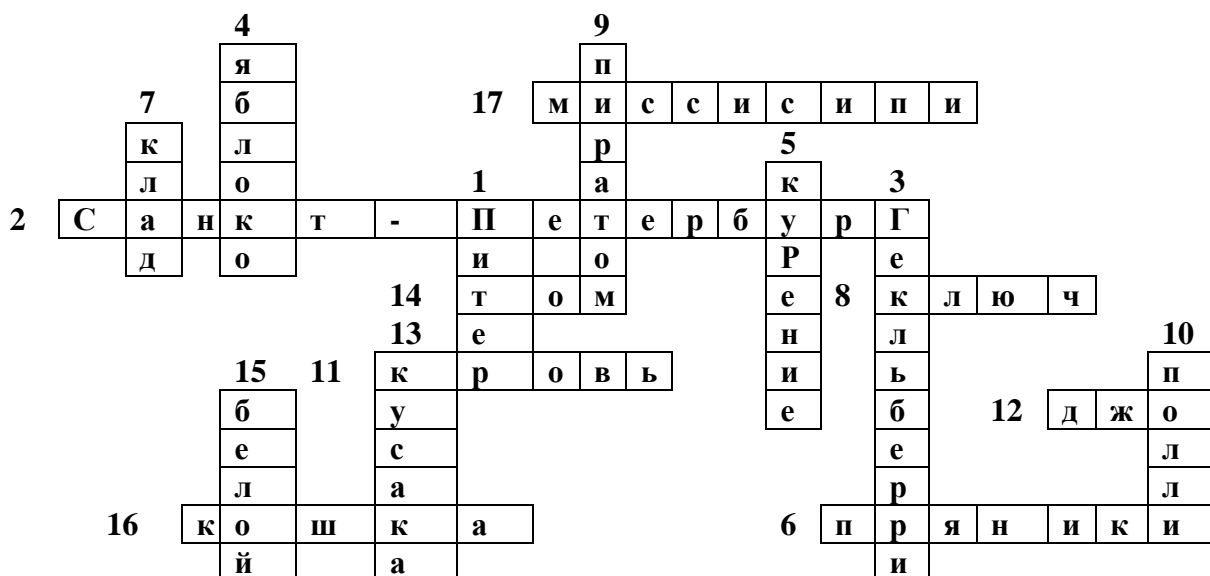 4 9
я п
7 б 17 м и с с и с и п и
к л р 5
л о 1 а к 3
2 С а н к т - П е т е р б у р Г
д о и о Р е
14 т о м е 8 к л ю ч
13 е н л 10
15 11 к р о в ь и ь п
б у е б 12 д ж о
е с е л
л а р л
16 к о ш к а 6 п р я н и к и
й а и